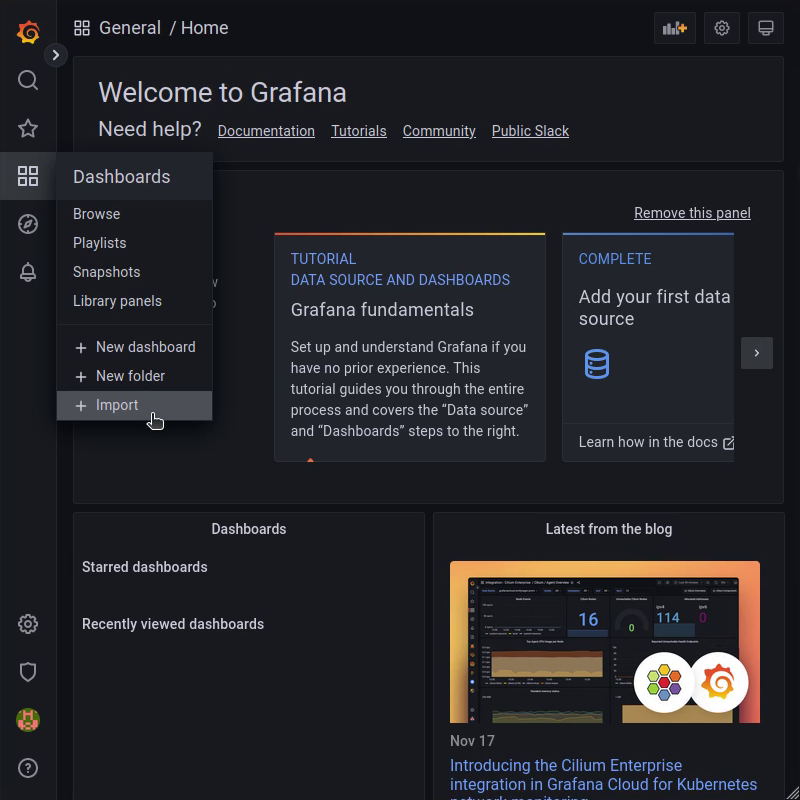 General / Home
Welcome to Grafana
Need help? Documentation Tutorials Community Public Slack
Dashboards
Browse
Playlists
Snapshots
Library panels
New dashboard
New folder
Import
Remove this panel
TUTORIAL
DATA SOURCE AND DASHBOARDS
Grafana fundamentals
Set up and understand Grafana if you
have no prior experience. This
tutorial guides you through the entire
process and covers the “Data source”
and “Dashboards” steps to the right.
COMPLETE
Add your first data
source
Learn how in the docs
Dashboards
Starred dashboards
Recently viewed dashboards
Latest from the blog
16
0
114
0
Nov 17
Introducing the Cilium Enterprise
integration in Grafana Cloud for Kubernetes
network monitoring